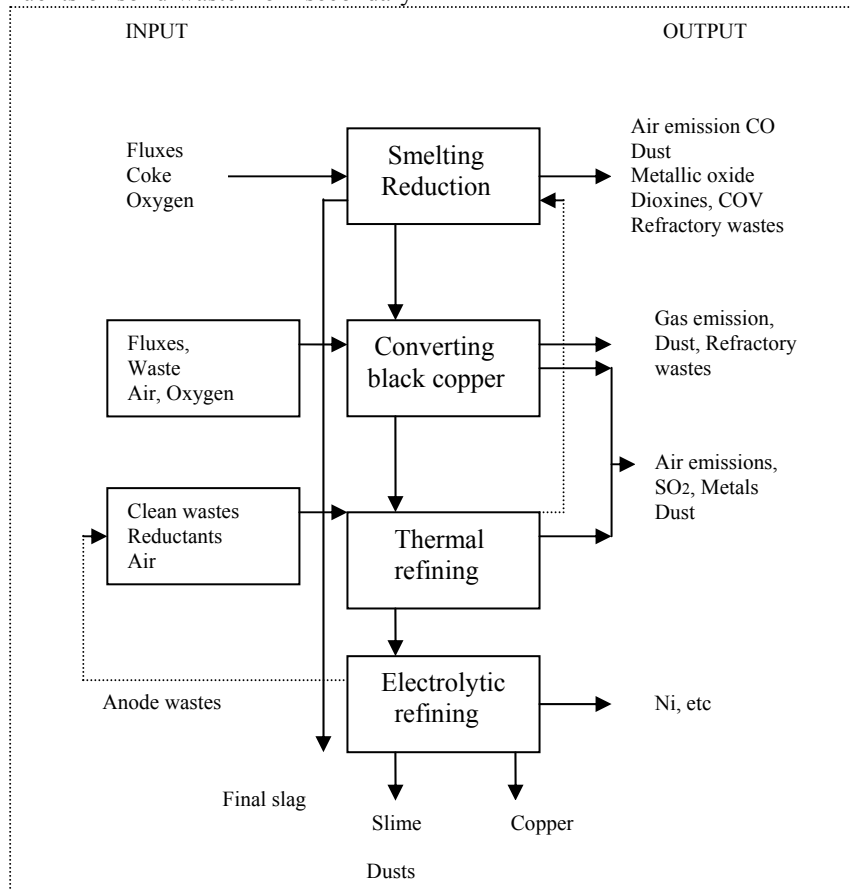 INPUT
OUTPUT
Fluxes
Coke
Oxygen
Smelting
Reduction
Air emission CO
Dust
Metallic oxide
Dioxines, COV
Refractory wastes
Fluxes,
Waste
Air, Oxygen
Converting
black copper
Gas emission,
Dust, Refractory
wastes
Air emissions,
SO2, Metals
Dust
Clean wastes
Reductants
Air
Thermal
refining
Anode wastes
Electrolytic
refining
Ni, etc
Final slag
Slime
Copper
Dusts